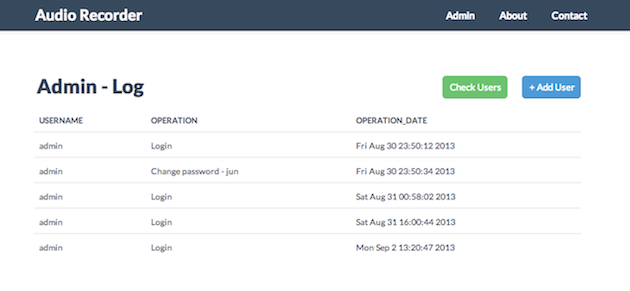 Audio Recorder Admin About Contact
Admin - Log Check Users + Add User
USERNAME OPERATION OPERATION_DATE
admin Login Fri Aug 30 23:50:12 2013
admin Change password - jun Fri Aug 30 23:50:34 2013
admin Login Sat Aug 31 00:58:02 2013
admin Login Sat Aug 31 16:00:44 2013
admin Login Mon Sep 2 13:20:47 2013